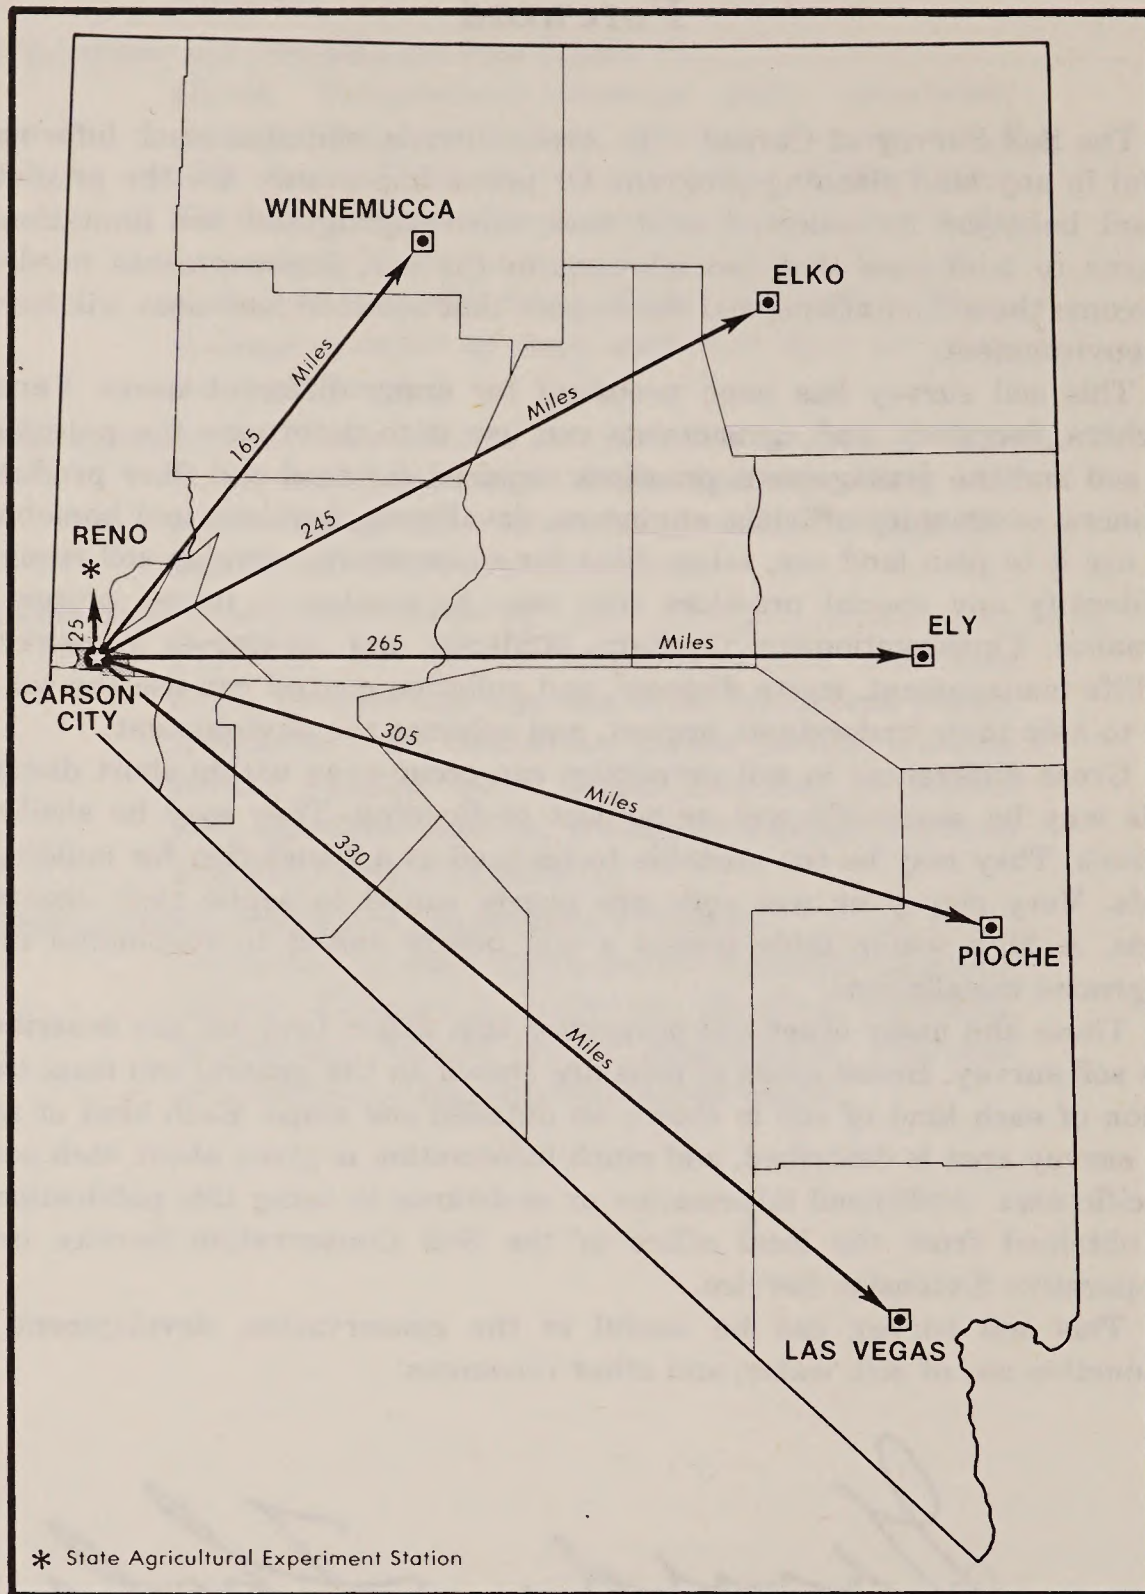 WINNEMUCCA
ELKO
Miles
Miles
165
245
RENO
*
25
265
Miles
ELY
CARSON
CITY
305
Miles
330
PIOCHE
Miles
LAS VEGAS
* State Agricultural Experiment Station